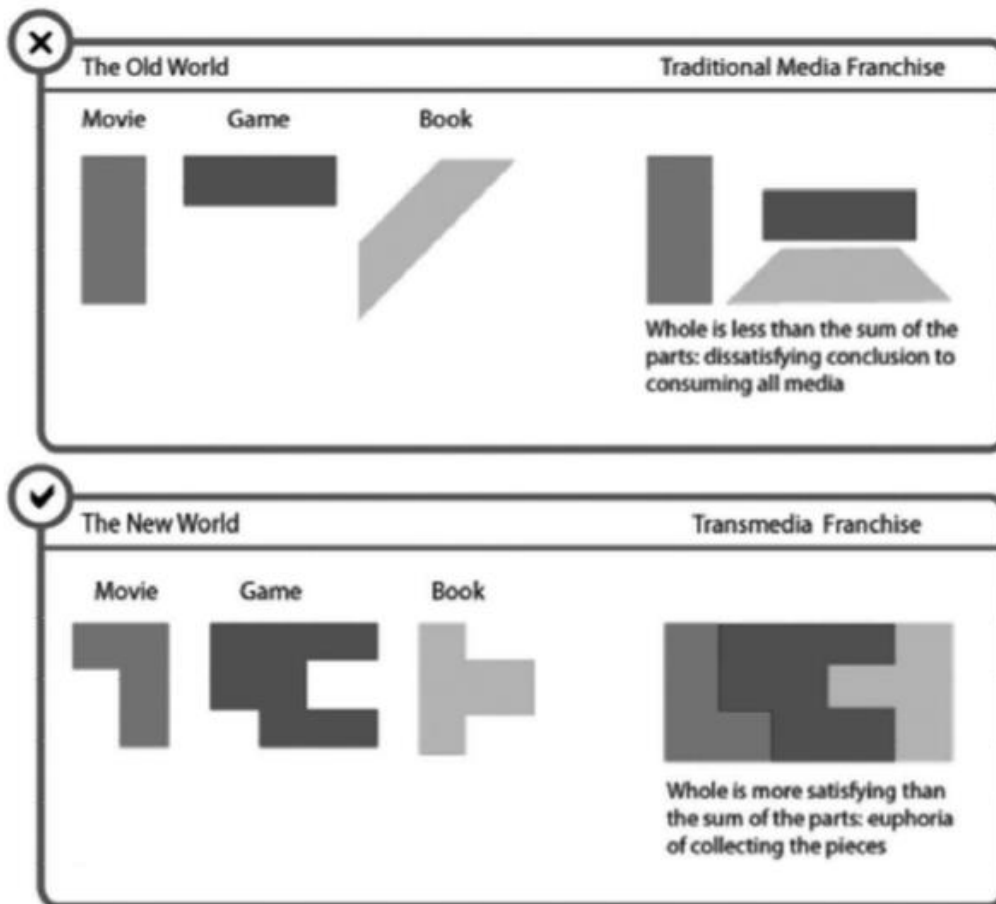 The Old World
Traditional Media Franchise
Movie
Game
Book
Whole is less than the sum of the
parts: dissatisfying conclusion to
consuming all media
The New World
Transmedia Franchise
Movie
Game
Book
Whole is more satisfying than
the sum of the parts: euphoria
of collecting the pieces